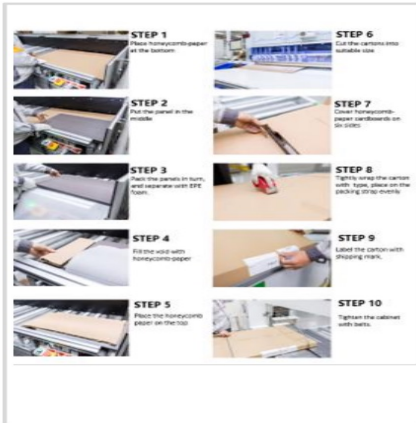 STEP 1
Place honeycomb-paper
at the bottom
STEP 2
Put the panel in the
middle
STEP 3
Pack the panels in turn,
and separate with EPE
foam.
STEP 4
Fill the void with
honeycomb-paper
STEP 5
Place the honeycomb
paper on the top
STEP 6
Cut the cartons into
suitable size
STEP 7
Cover honeycomb-
paper cardboards on
six sides
STEP 8
Tightly wrap the carton
with type, place on the
packing strap evenly
STEP 9
Label the carton with
shipping mark.
STEP 10
Tighten the cabinet
with belts.